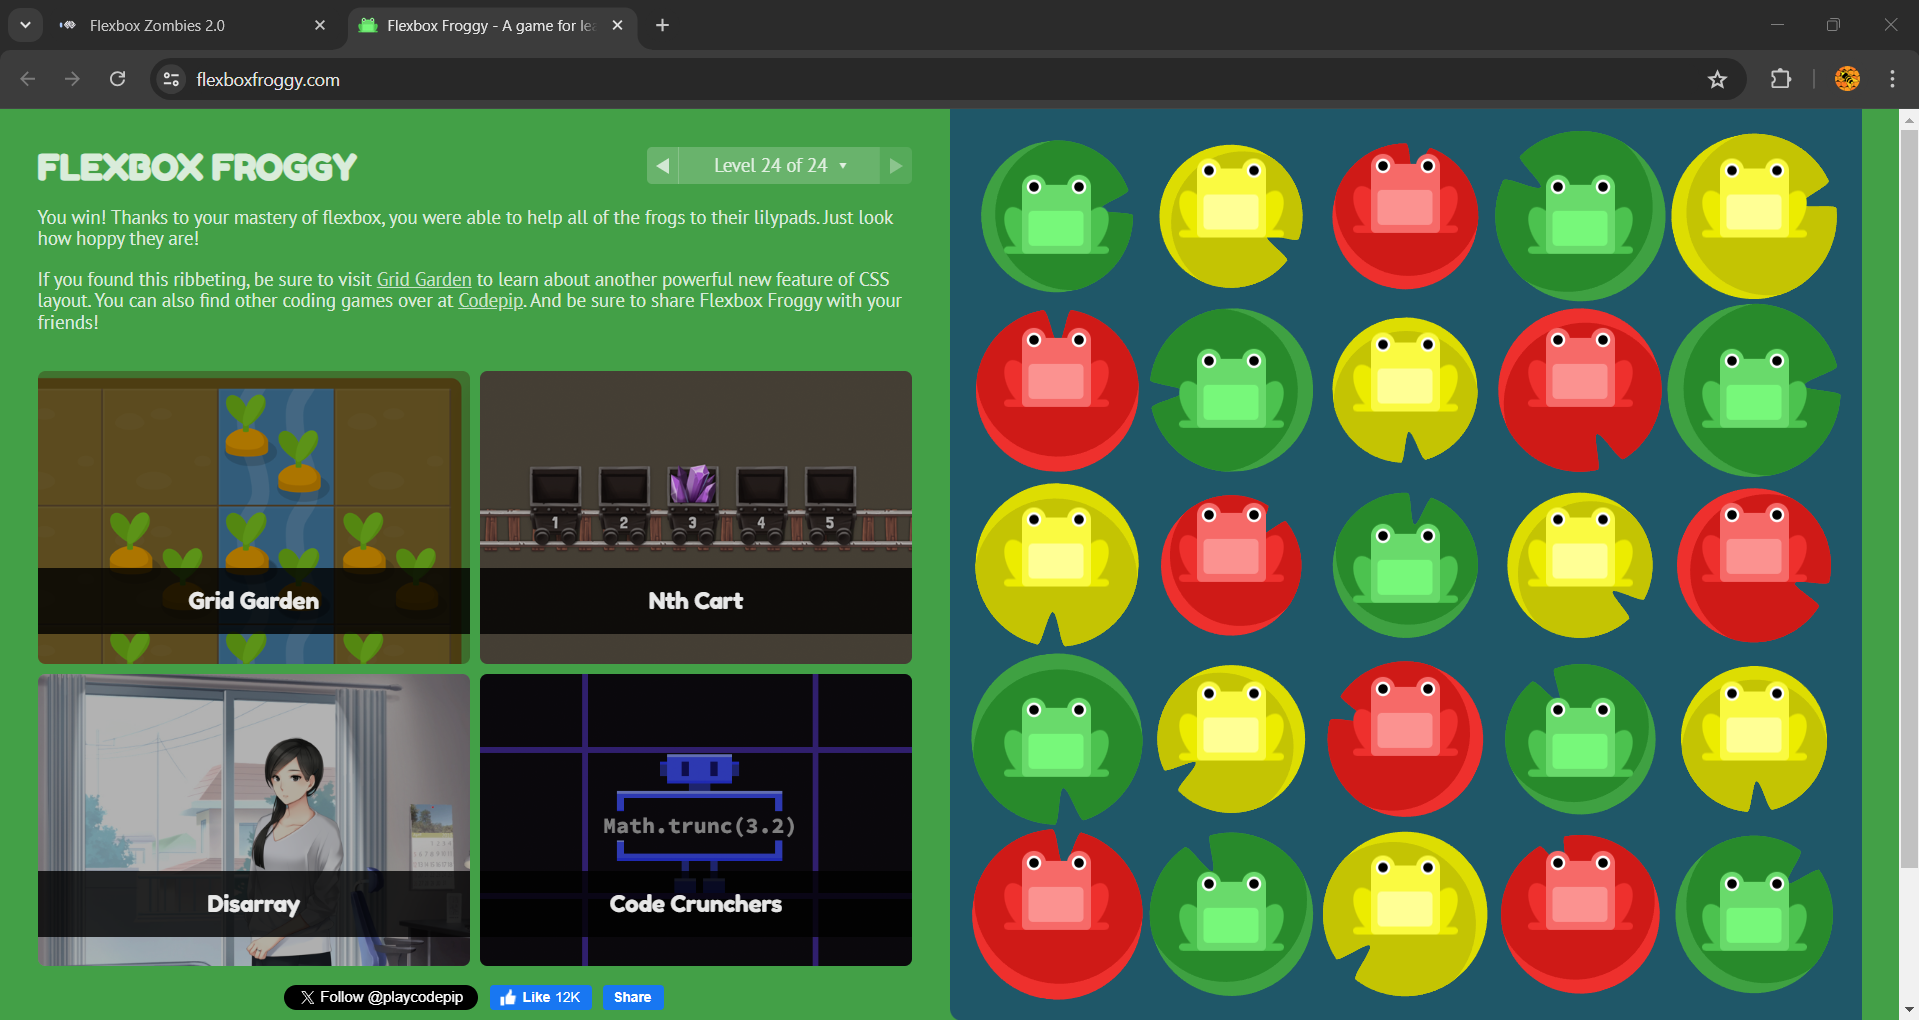 Flexbox Zombies 2.0
Flexbox Froggy - A game for lea
flexboxfroggy.com
FLEXBOX FROGGY
Level 24 of 24
You win! Thanks to your mastery of flexbox, you were able to help all of the frogs to their lilypads. Just look
how hoppy they are!
If you found this ribbeting, be sure to visit Grid Garden to learn about another powerful new feature of CSS
layout. You can also find other coding games over at Codepip. And be sure to share Flexbox Froggy with your
friends!
Grid Garden
1 2 3 4 5
Nth Cart
Disarray
Math.trunc(3.2)
Code Crunchers
Follow @playcodepip
Like 12K
Share